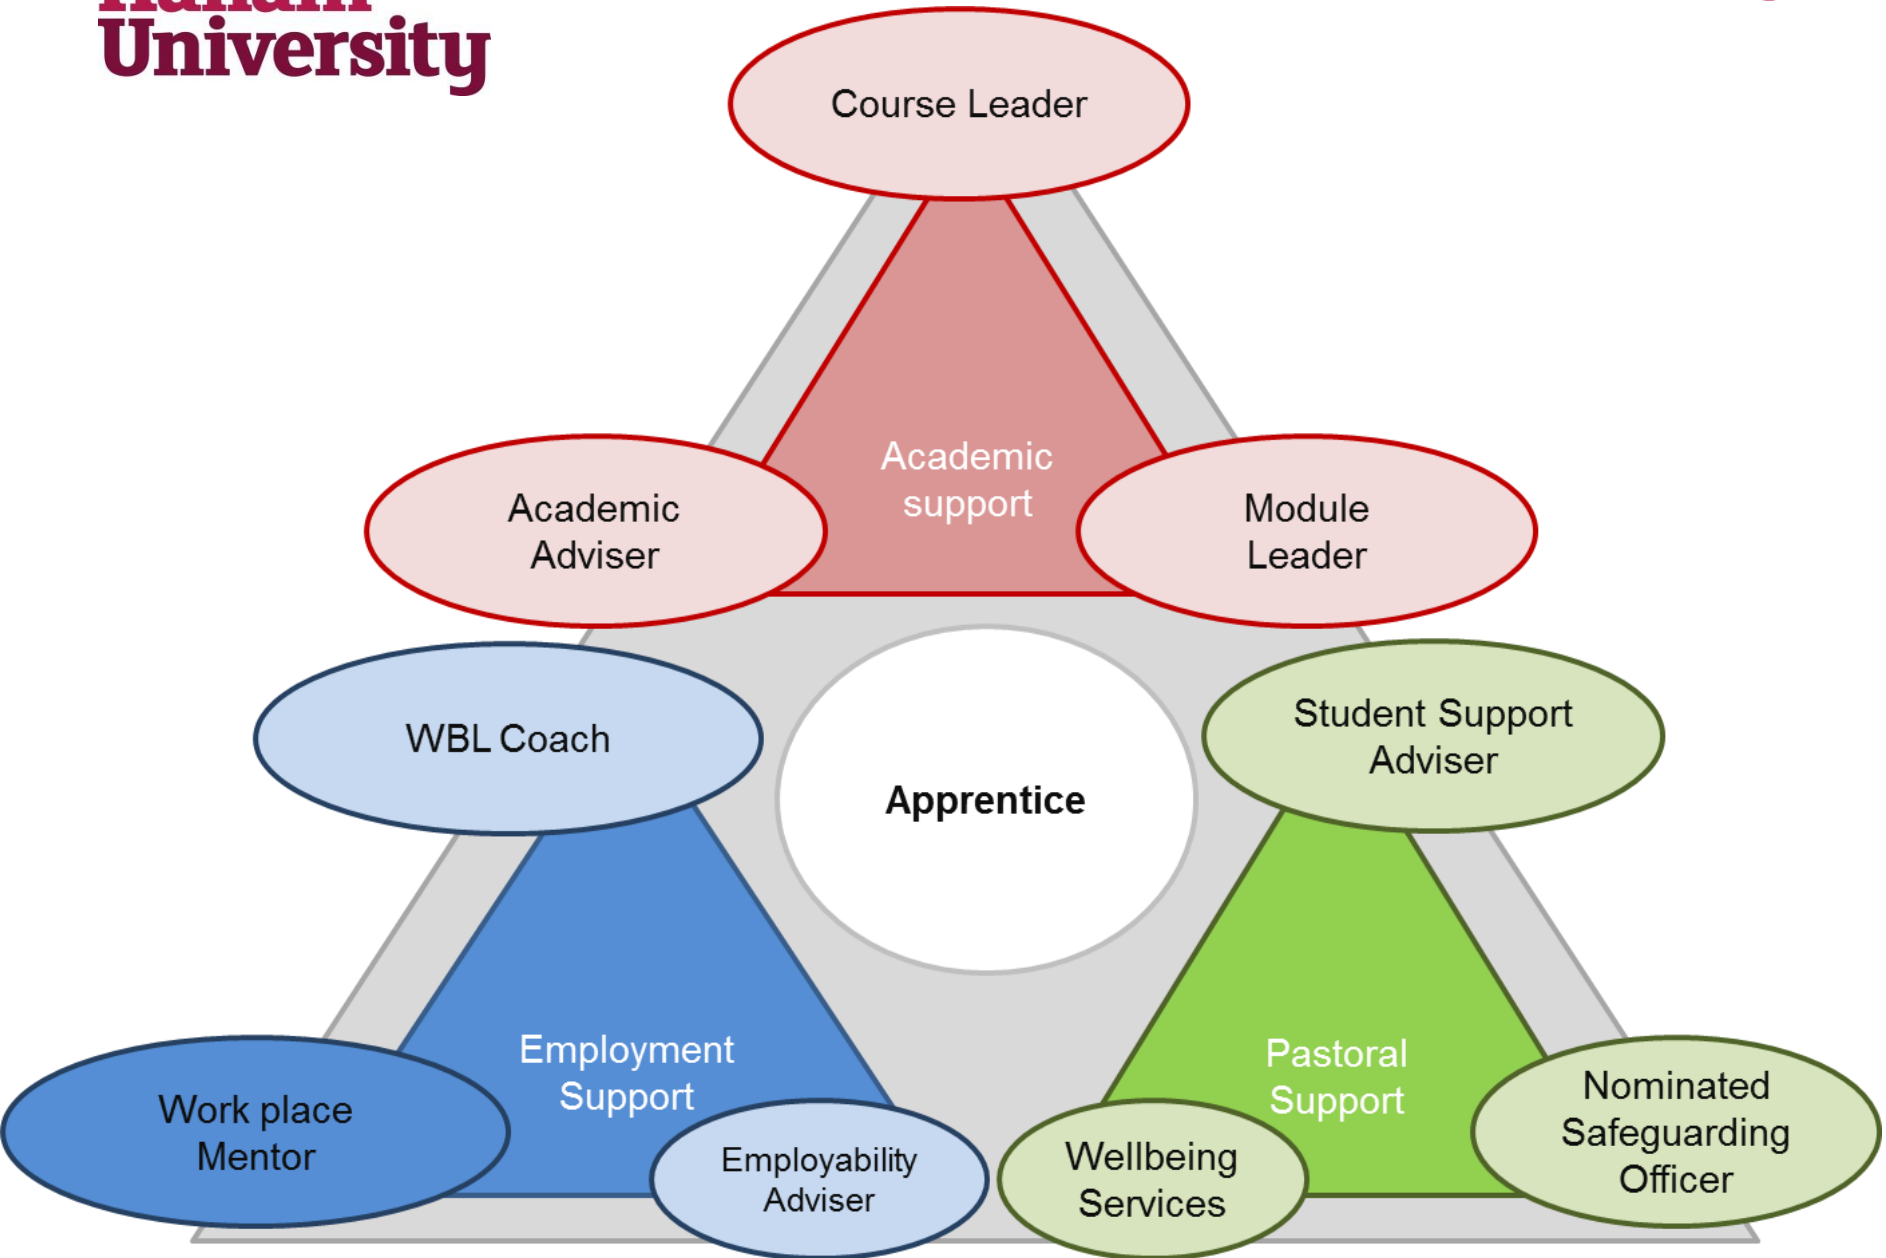 University
Course Leader
Academic
support
Academic
Adviser
Module
Leader
WBL Coach
Student Support
Adviser
Apprentice
Employment
Support
Pastoral
Support
Work place
Mentor
Employability
Adviser
Wellbeing
Services
Nominated
Safeguarding
Officer